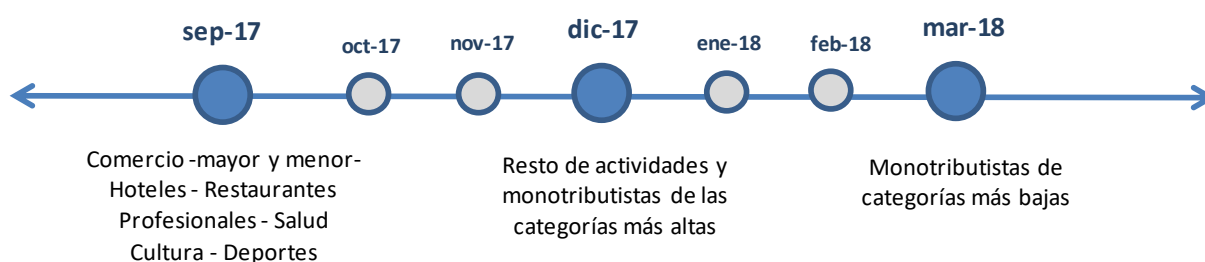 sep-17
oct-17
nov-17
dic-17
ene-18
feb-18
mar-18
Comercio -mayor y menor-
Hoteles - Restaurantes
Profesionales - Salud
Cultura - Deportes
Resto de actividades y
monotributistas de las
categorías más altas
Monotributistas de
categorías más bajas